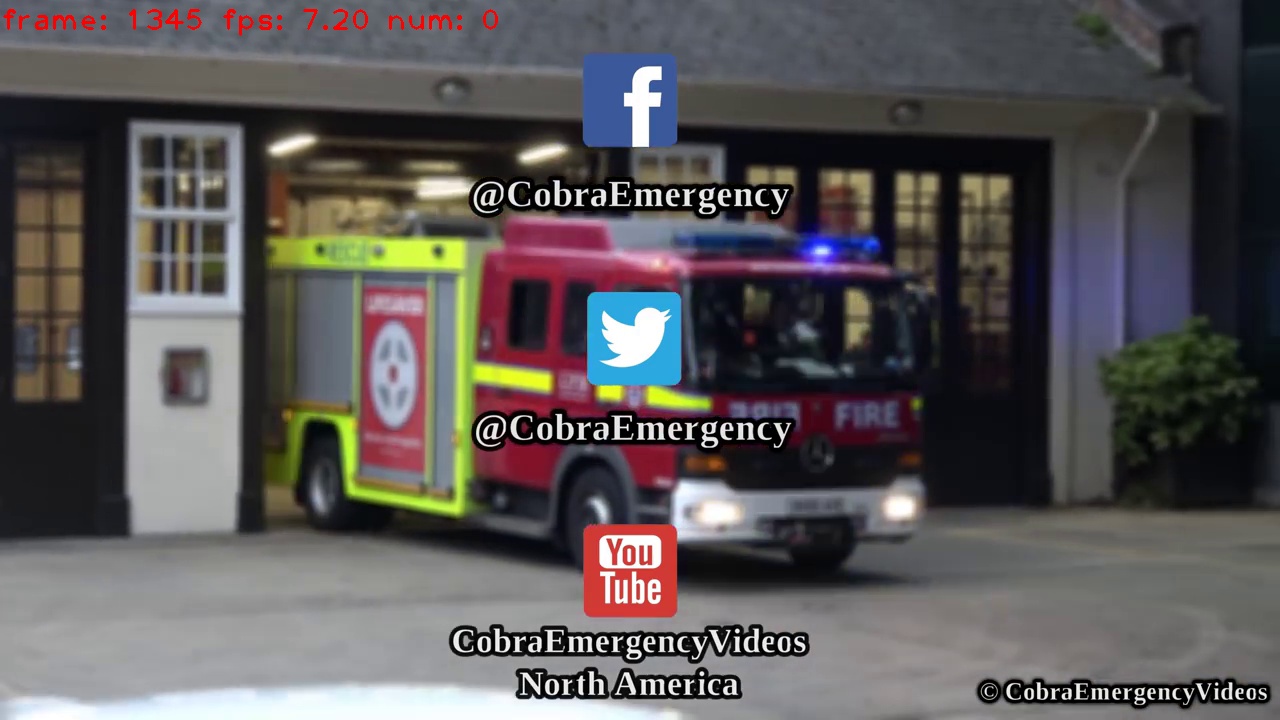 frame: 1345 fps: 7.20 num: 0
f
@CobraEmergency
@CobraEmergency
FIRE
You
Tube
CobraEmergencyVideos
North America
© CobraEmergencyVideos